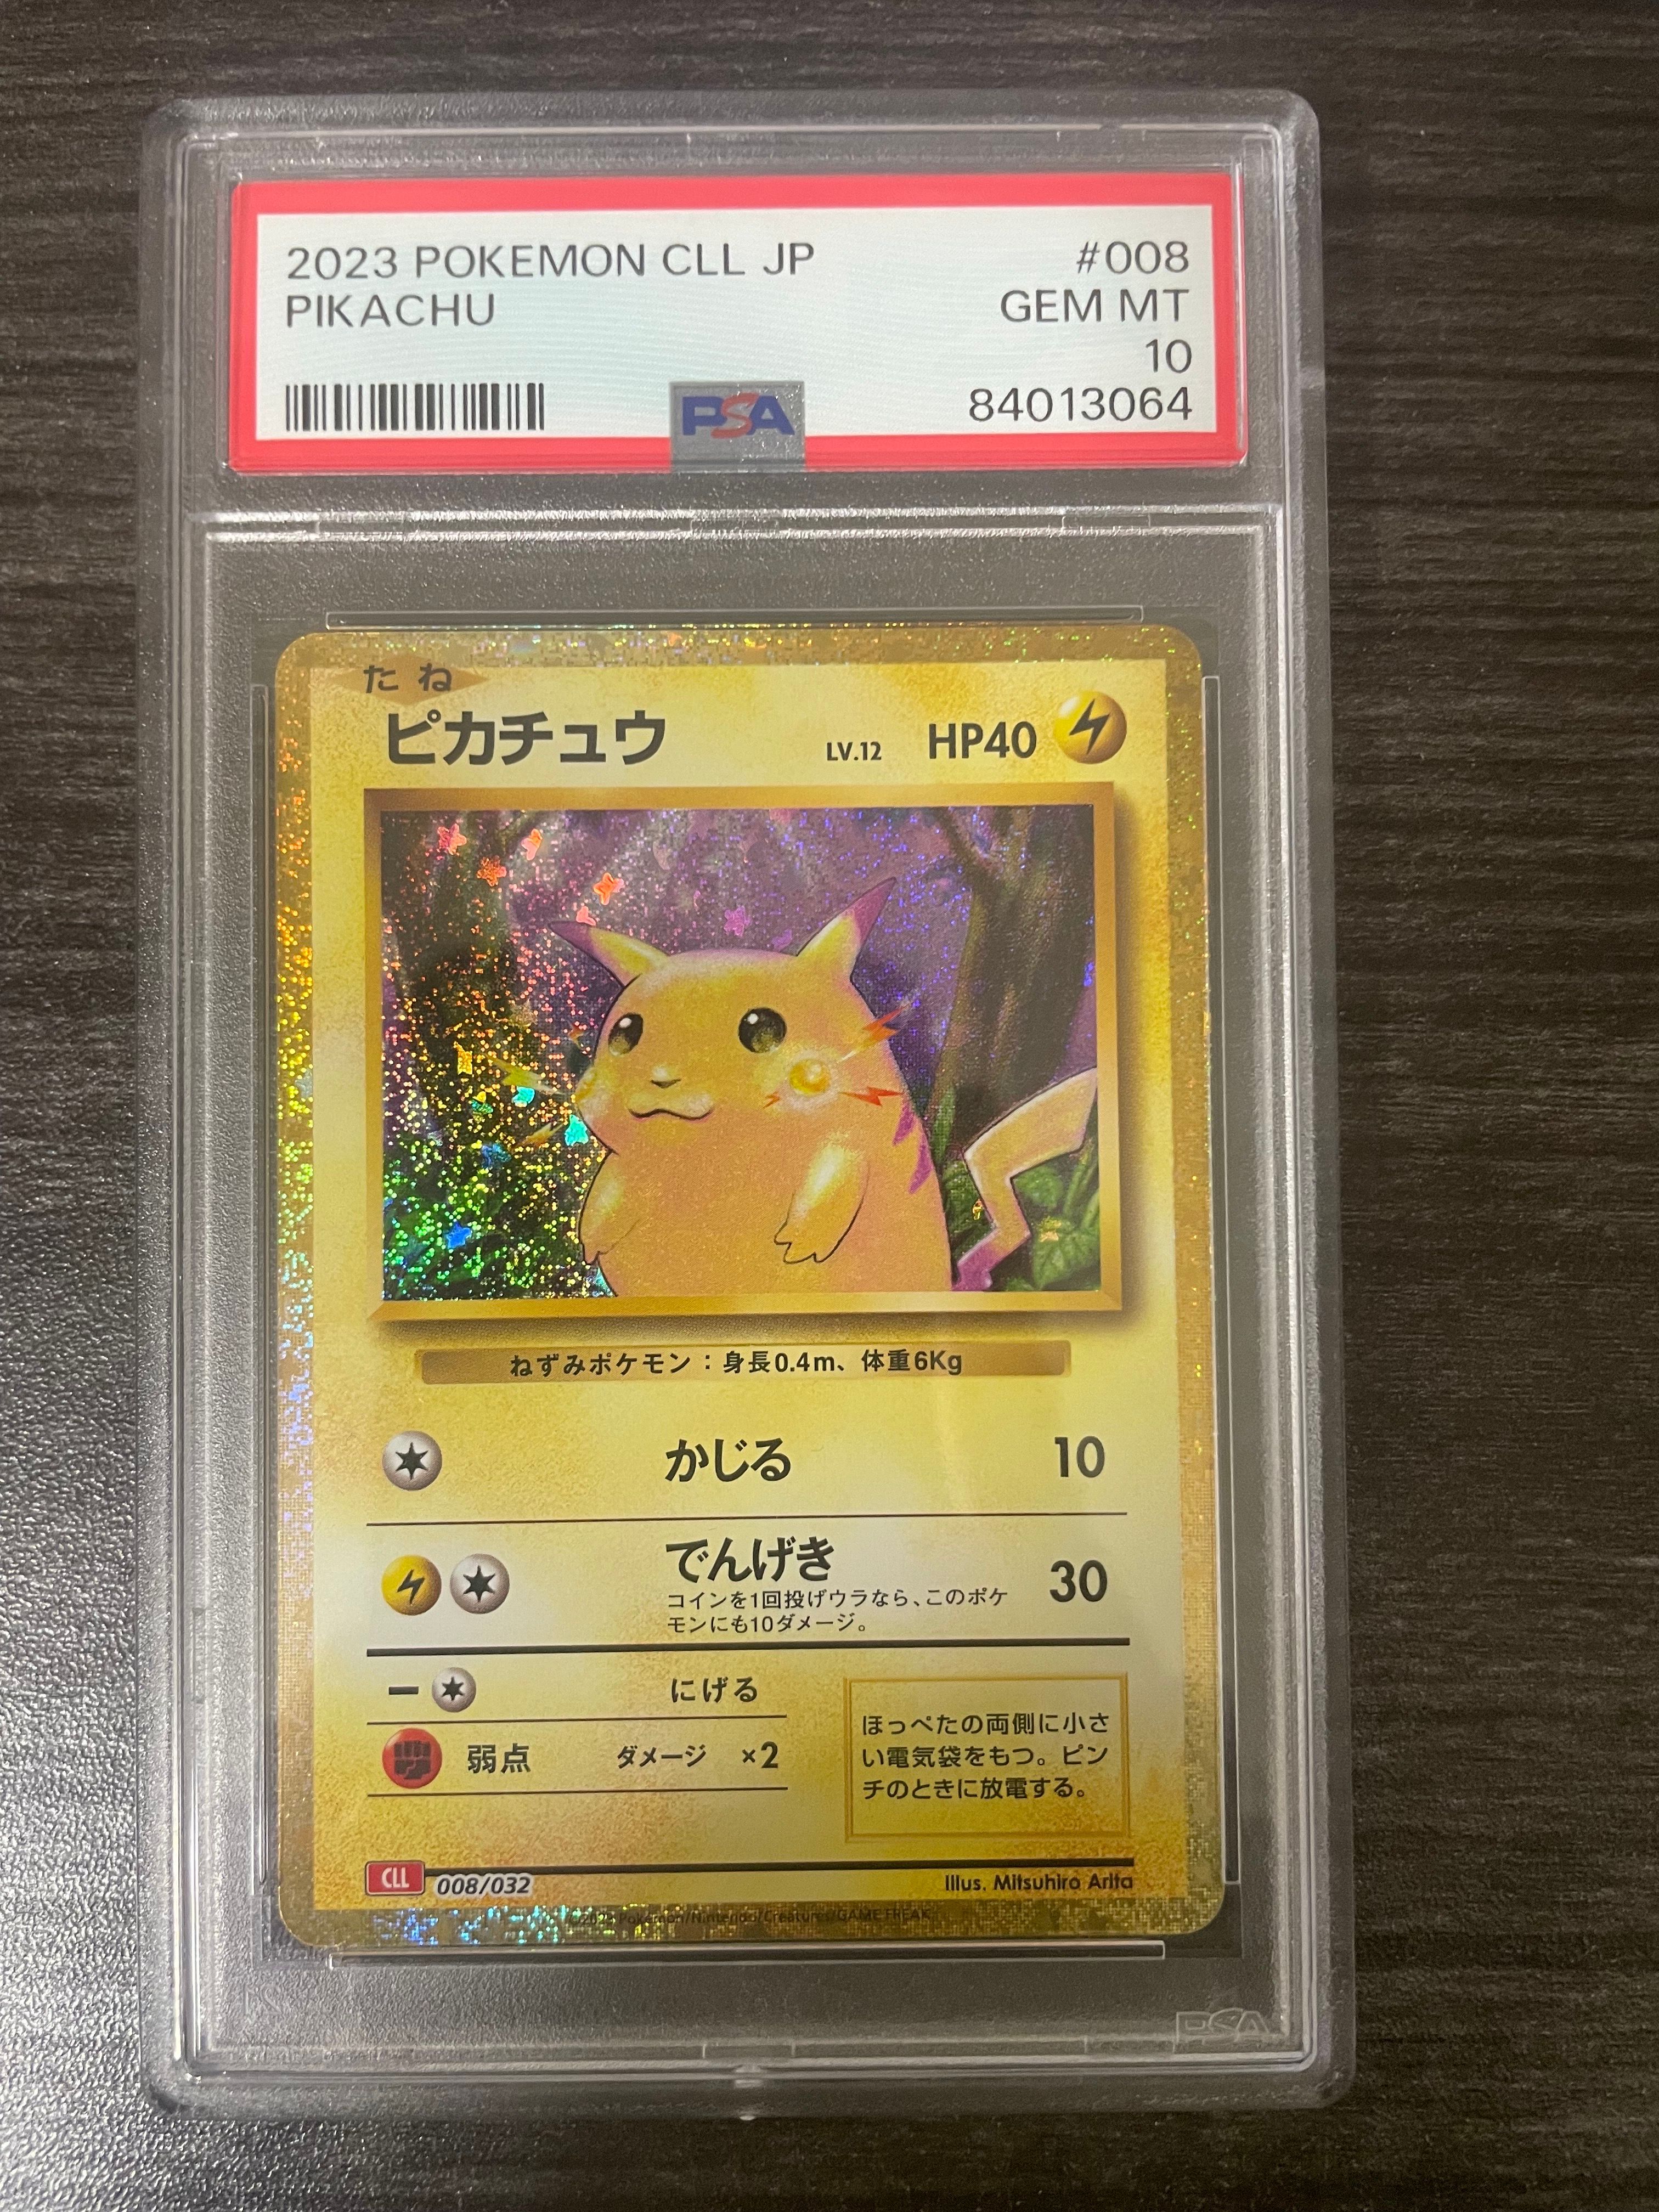 2023 POKEMON CLL JP #008
PIKACHU GEM MT
10
PSA 84013064
たね
ピカチュウ LV.12 HP40
ねずみポケモン：身長0.4m、体重6Kg
かじる 10
でんげき 30
コインを1回投げウラなら、このポケ
モンにも10ダメージ。
にげる
弱点 ダメージ ×2
ほっぺたの両側に小さ
い電気袋をもつ。ピン
チのときに放電する。
CLL 008/032 Illus. Mitsuhiro Arita
Pokémon/Nintendo/Creatures/GAME FREAK
PSA